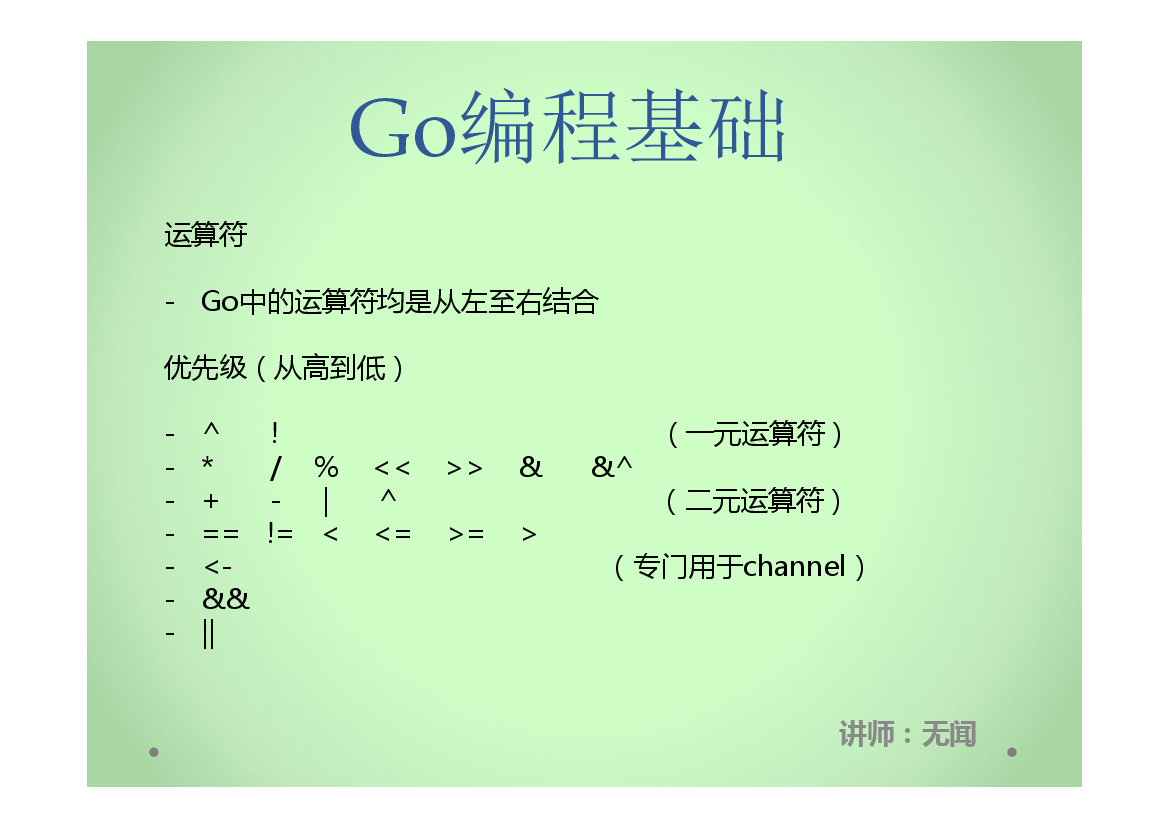 Go编程基础
运算符
- Go中的运算符均是从左至右结合
优先级（从高到低）
- ^ ! （一元运算符）
- * / % << >> & &^
- + - | ^ （二元运算符）
- == != < <= >= >
- <- （专门用于channel）
- &&
- ||
讲师：无闻